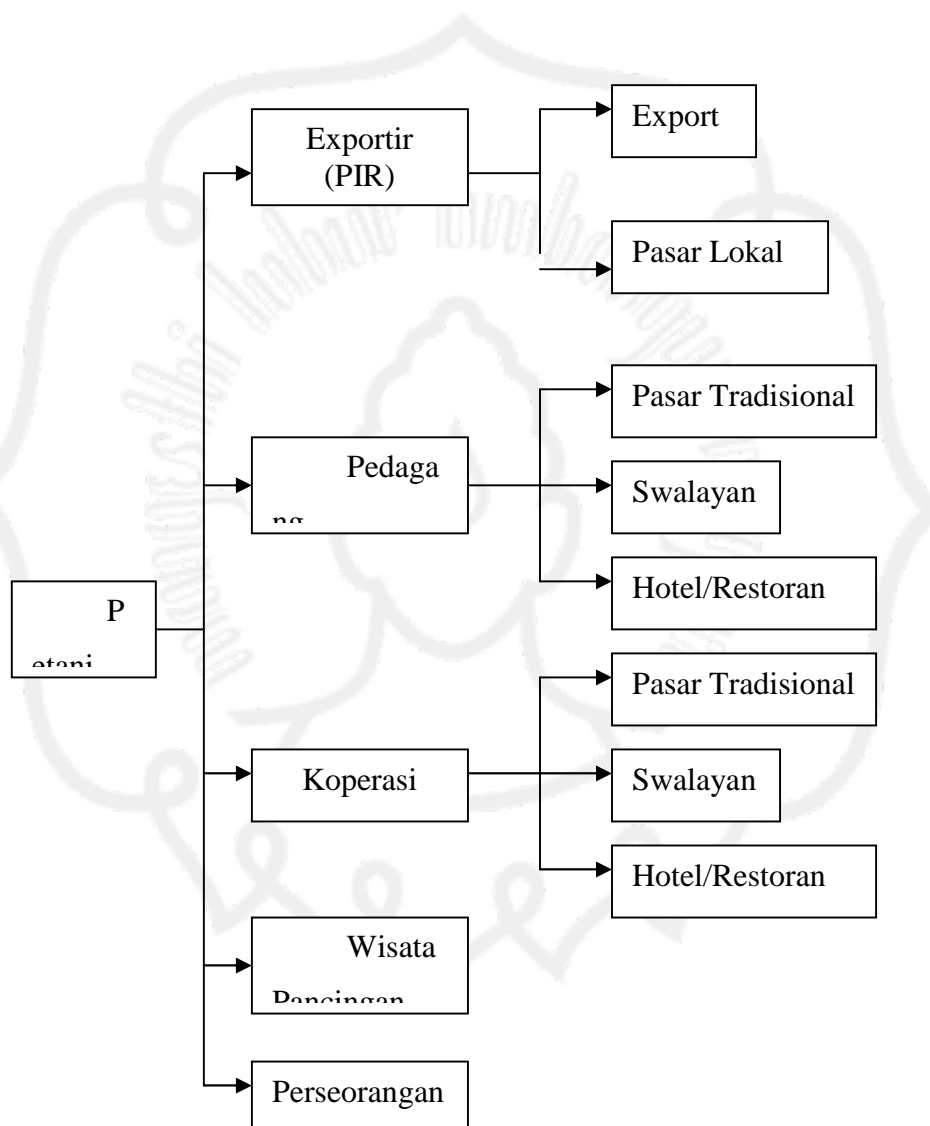 Exportir
(PIR)
Export
Pasar Lokal
Pedaga
ng
Pasar Tradisional
Swalayan
Hotel/Restoran
P
etani
Koperasi
Pasar Tradisional
Swalayan
Hotel/Restoran
Wisata
Pancingan
Perseorangan